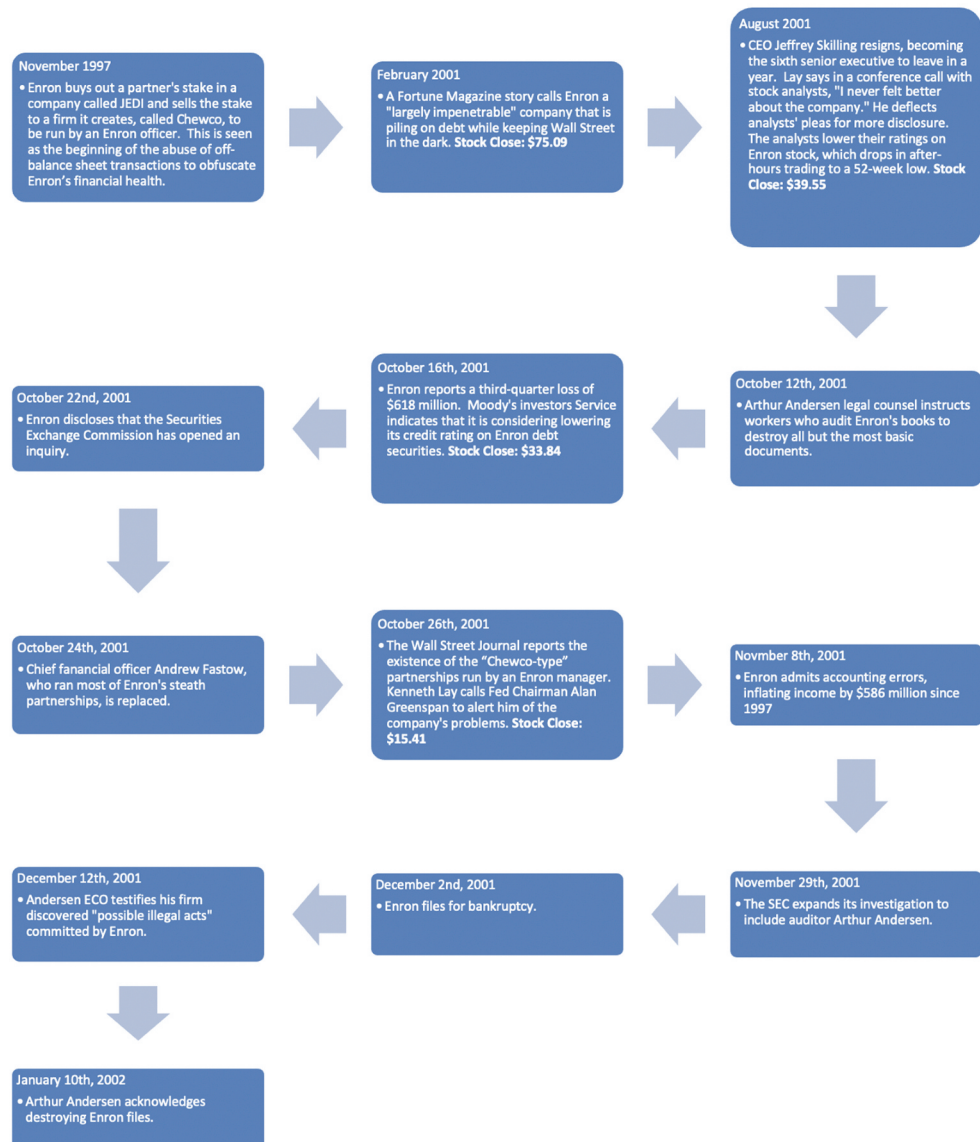 November 1997
• Enron buys out a partner's stake in a
company called JEDI and sells the stake
to a firm it creates, called Chewco, to
be run by an Enron officer.  This is seen
as the beginning of the abuse of off-
balance sheet transactions to obfuscate
Enron's financial health.
February 2001
• A Fortune Magazine story calls Enron a
"largely impenetrable" company that is
piling on debt while keeping Wall Street
in the dark. Stock Close: $75.09
August 2001
• CEO Jeffrey Skilling resigns, becoming
the sixth senior executive to leave in a
year.  Lay says in a conference call with
stock analysts, "I never felt better
about the company." He deflects
analysts' pleas for more disclosure.
The analysts lower their ratings on
Enron stock, which drops in after-
hours trading to a 52-week low. Stock
Close: $39.55
October 12th, 2001
• Arthur Andersen legal counsel instructs
workers who audit Enron's books to
destroy all but the most basic
documents.
October 16th, 2001
• Enron reports a third-quarter loss of
$618 million.  Moody's investors Service
indicates that it is considering lowering
its credit rating on Enron debt
securities. Stock Close: $33.84
October 22nd, 2001
• Enron discloses that the Securities
Exchange Commission has opened an
inquiry.
October 24th, 2001
• Chief fanancial officer Andrew Fastow,
who ran most of Enron's steath
partnerships, is replaced.
October 26th, 2001
• The Wall Street Journal reports the
existence of the "Chewco-type"
partnerships run by an Enron manager.
Kenneth Lay calls Fed Chairman Alan
Greenspan to alert him of the
company's problems. Stock Close:
$15.41
Novmber 8th, 2001
• Enron admits accounting errors,
inflating income by $586 million since
1997
November 29th, 2001
• The SEC expands its investigation to
include auditor Arthur Andersen.
December 2nd, 2001
• Enron files for bankruptcy.
December 12th, 2001
• Andersen ECO testifies his firm
discovered "possible illegal acts"
committed by Enron.
January 10th, 2002
• Arthur Andersen acknowledges
destroying Enron files.